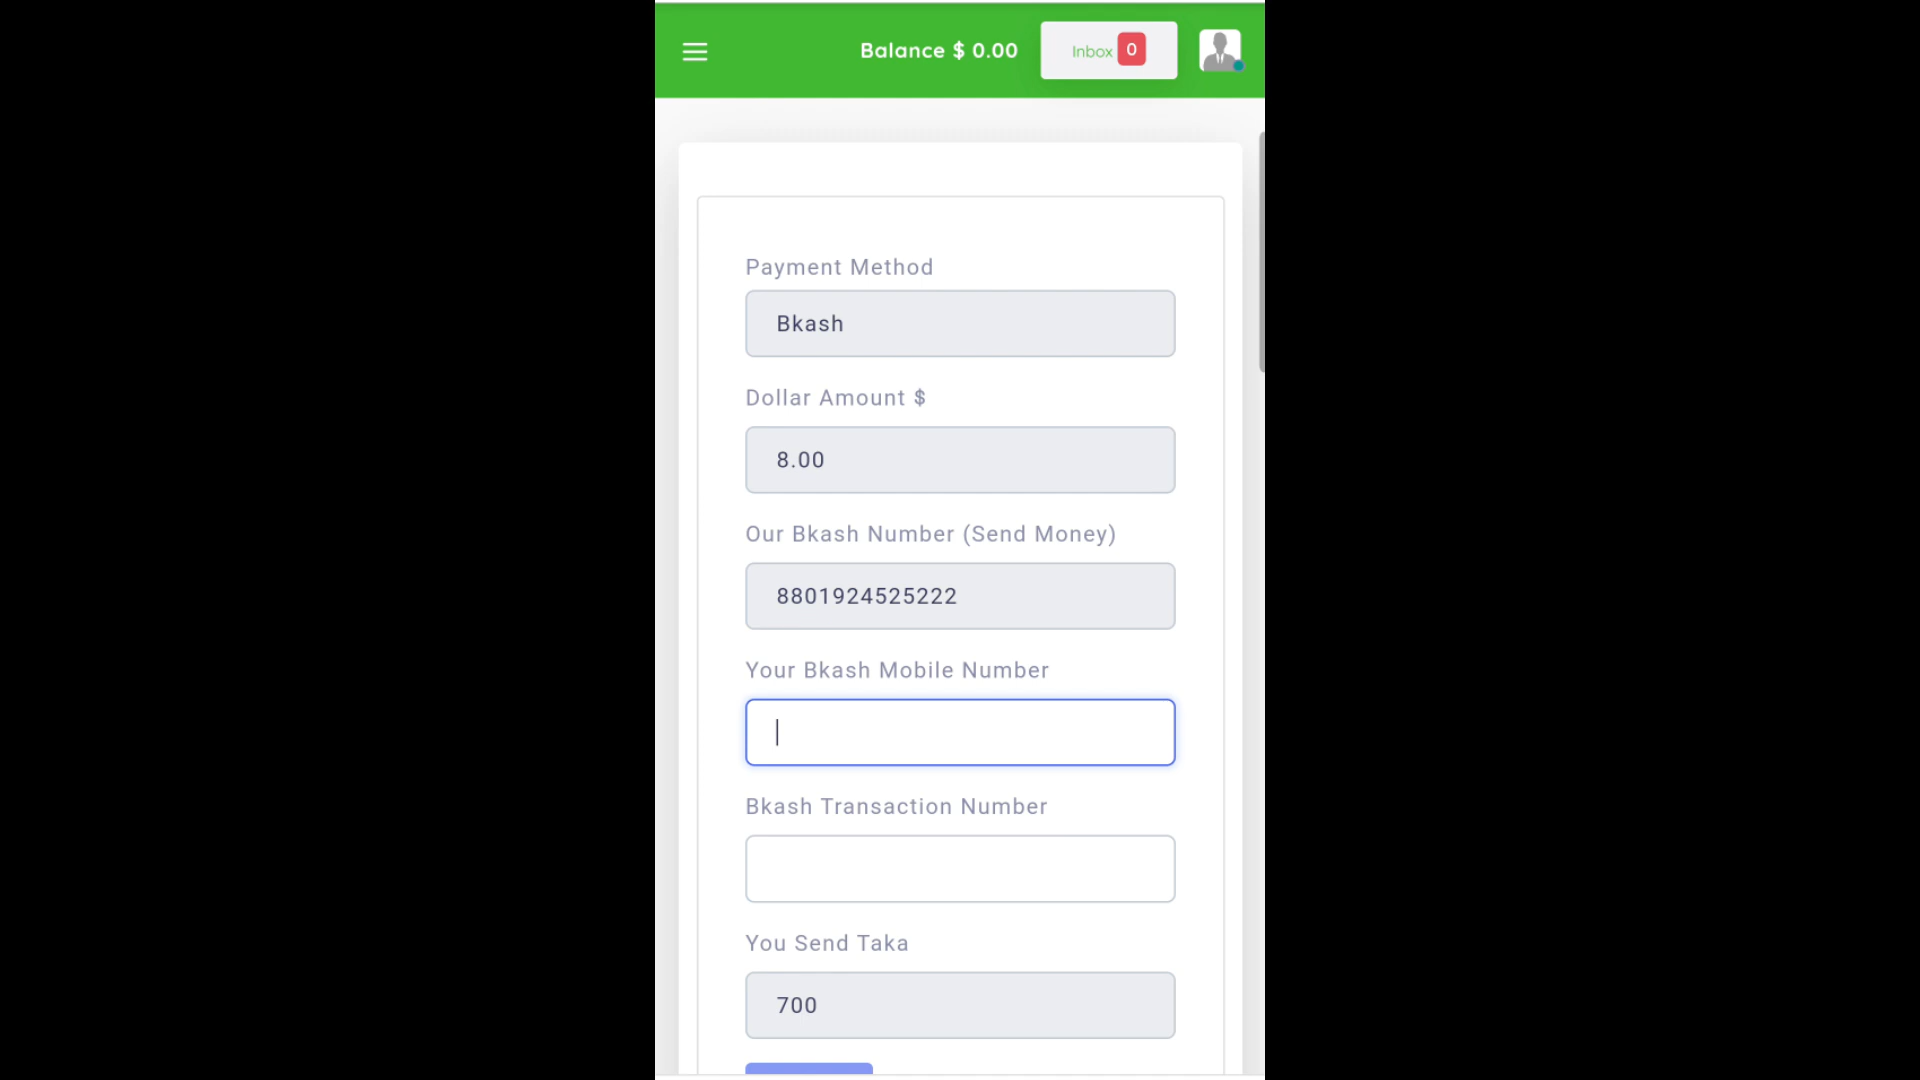 Balance $ 0.00
Inbox 0
Payment Method
Bkash
Dollar Amount $
8.00
Our Bkash Number (Send Money)
8801924525222
Your Bkash Mobile Number
Bkash Transaction Number
You Send Taka
700